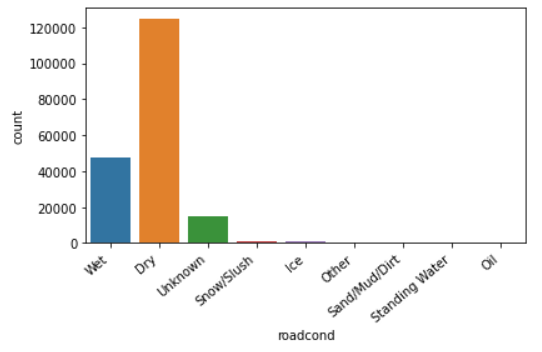 120000
100000
80000
60000
40000
20000
0
count
Wet
Dry
Unknown
Snow/Slush
Ice
Other
Sand/Mud/Dirt
Standing Water
Oil
roadcond